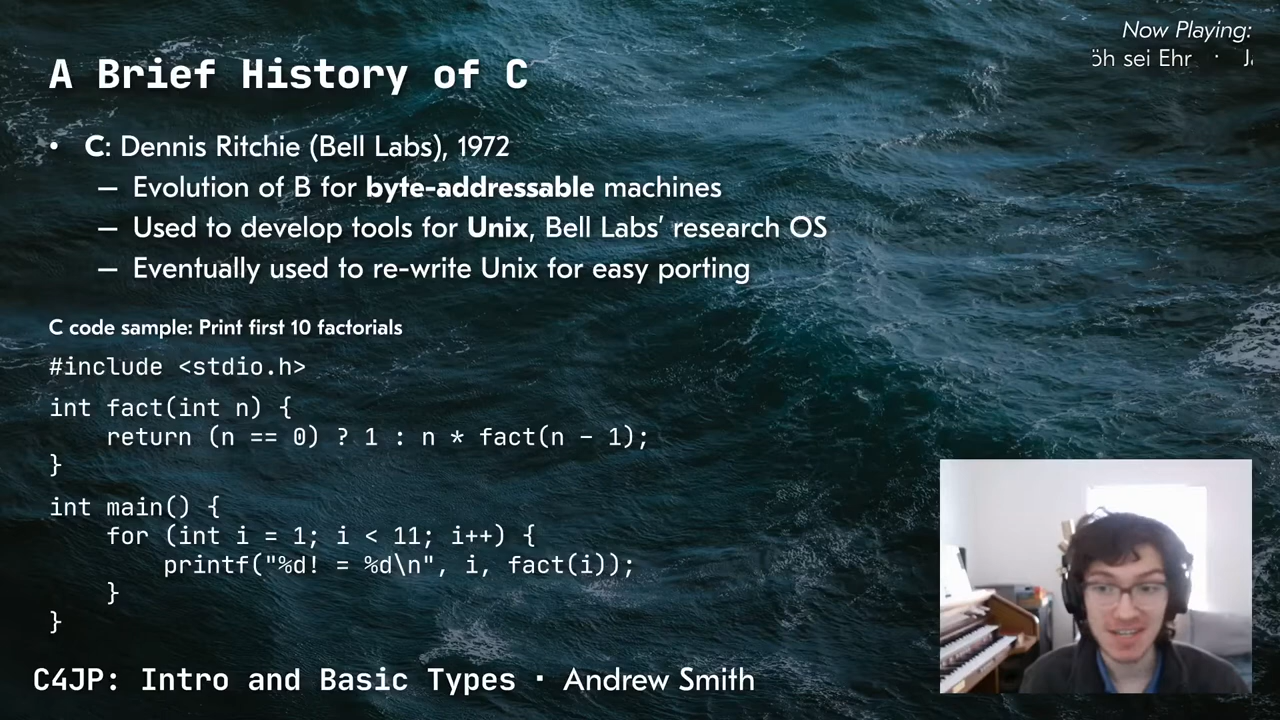 Now Playing:
öh sei Ehr ·
A Brief History of C
• C: Dennis Ritchie (Bell Labs), 1972
– Evolution of B for byte-addressable machines
– Used to develop tools for Unix, Bell Labs’ research OS
– Eventually used to re-write Unix for easy porting
C code sample: Print first 10 factorials
#include <stdio.h>
int fact(int n) {
    return (n == 0) ? 1 : n * fact(n - 1);
}
int main() {
    for (int i = 1; i < 11; i++) {
        printf("%d! = %d\n", i, fact(i));
    }
}
C4JP: Intro and Basic Types · Andrew Smith